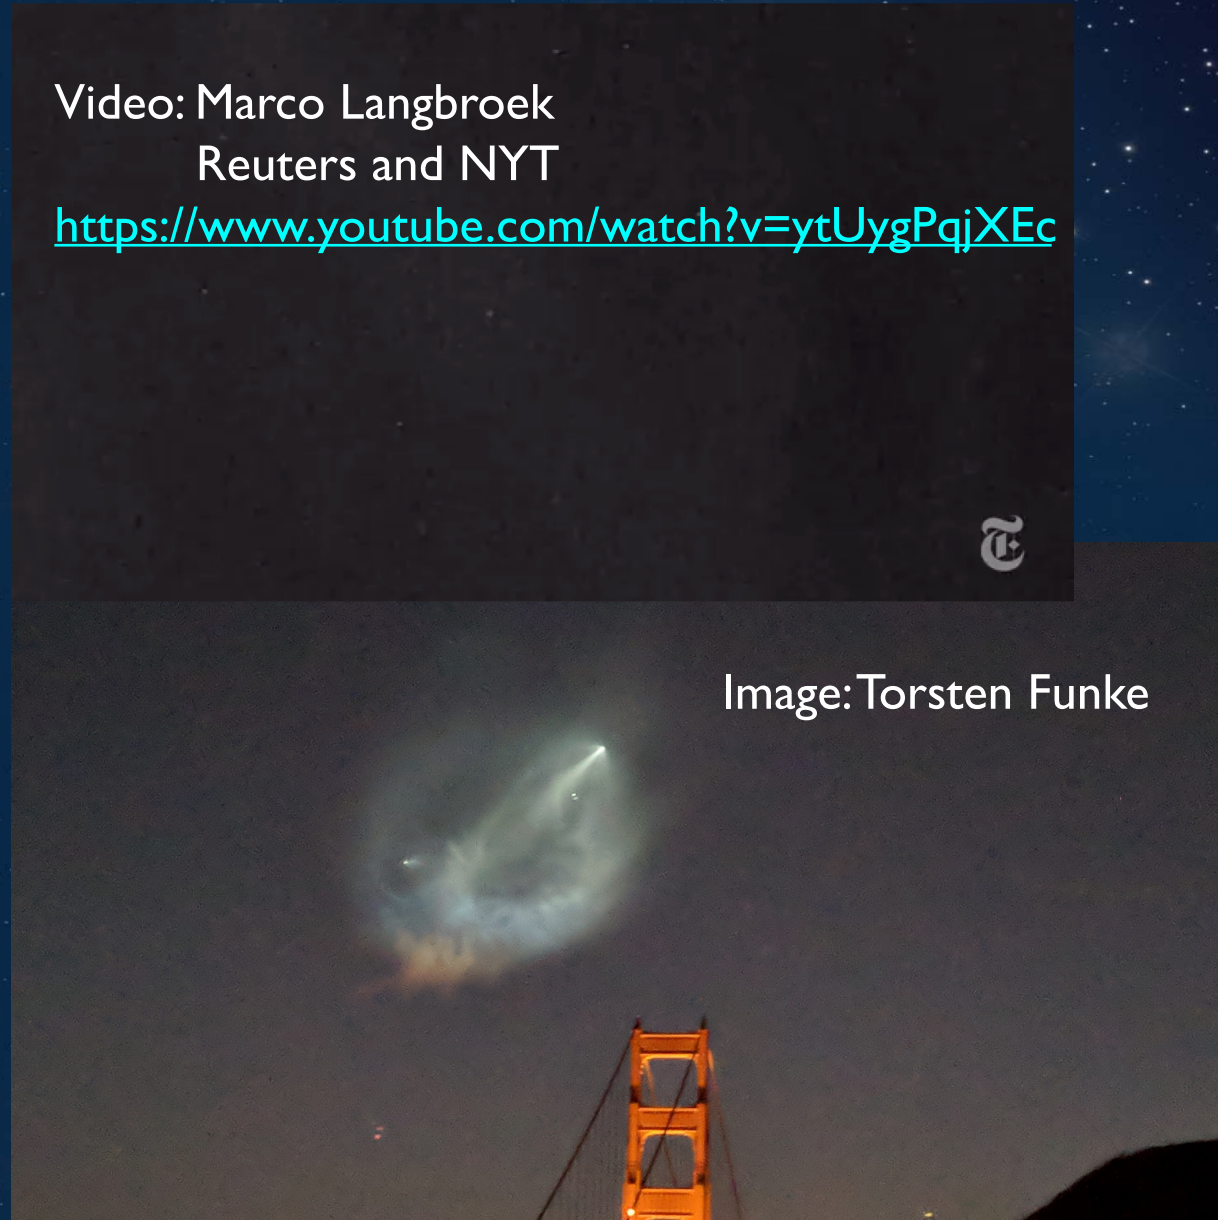 Video: Marco Langbroek
Reuters and NYT
https://www.youtube.com/watch?v=ytUygPqjXEc
T
Image: Torsten Funke